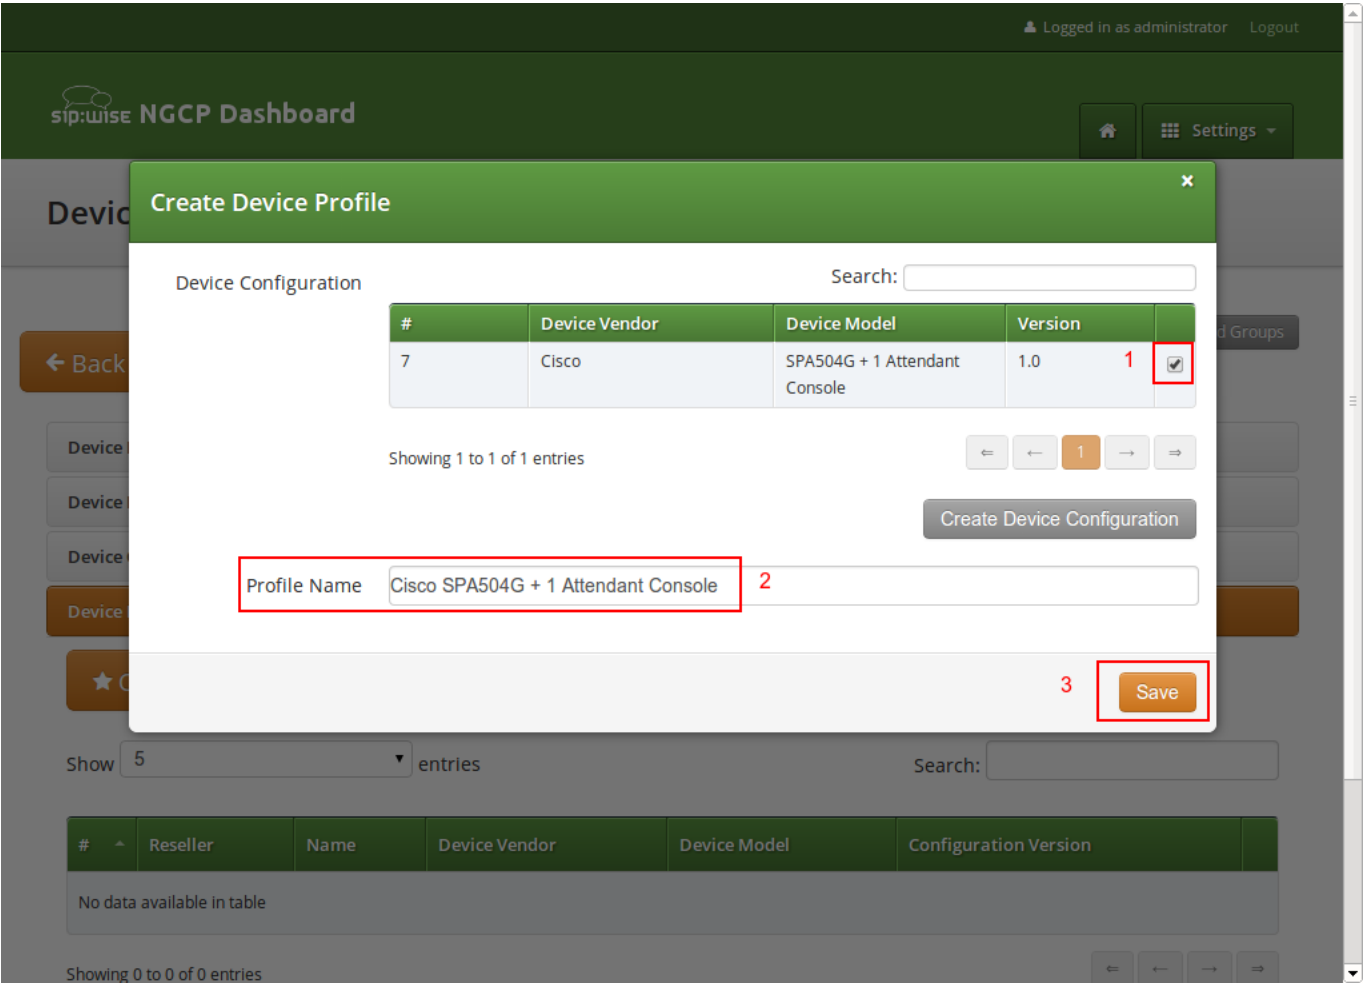 Logged in as administrator Logout
sip:wise NGCP Dashboard
Settings
Devic
Create Device Profile
×
Device Configuration
Search:
# Device Vendor Device Model Version
7 Cisco SPA504G + 1 Attendant Console 1.0 1
d Groups
← Back
Showing 1 to 1 of 1 entries
⇐ ← 1 → ⇒
Device
Create Device Configuration
Device
Device
Profile Name Cisco SPA504G + 1 Attendant Console 2
Device
3 Save
Show 5 entries
Search:
# Reseller Name Device Vendor Device Model Configuration Version
No data available in table
Showing 0 to 0 of 0 entries
⇐ ← → ⇒